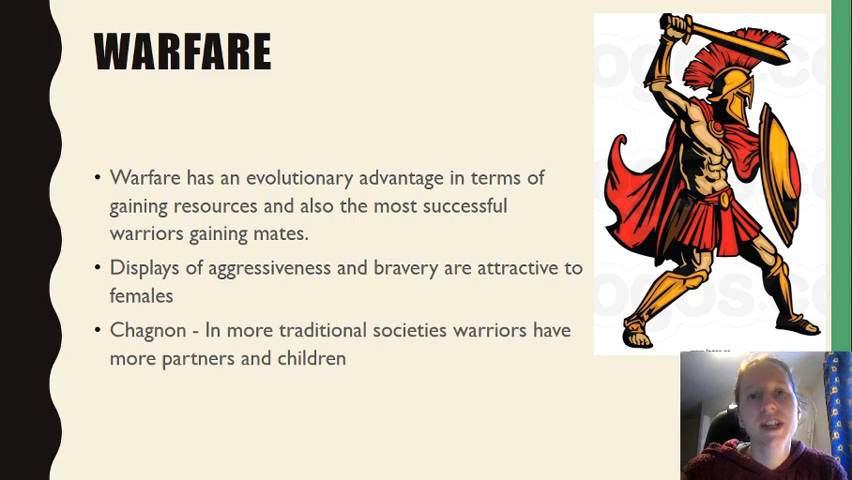 WARFARE
• Warfare has an evolutionary advantage in terms of
gaining resources and also the most successful
warriors gaining mates.
• Displays of aggressiveness and bravery are attractive to
females
• Chagnon - In more traditional societies warriors have
more partners and children